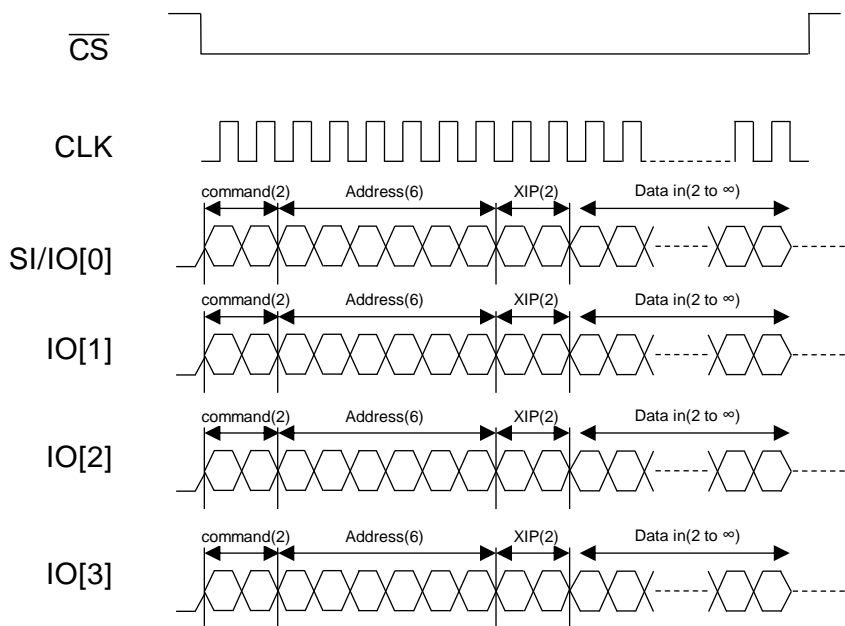 CS
CLK
command(2) Address(6) XIP(2) Data in(2 to ∞)
SI/IO[0]
command(2) Address(6) XIP(2) Data in(2 to ∞)
IO[1]
command(2) Address(6) XIP(2) Data in(2 to ∞)
IO[2]
command(2) Address(6) XIP(2) Data in(2 to ∞)
IO[3]